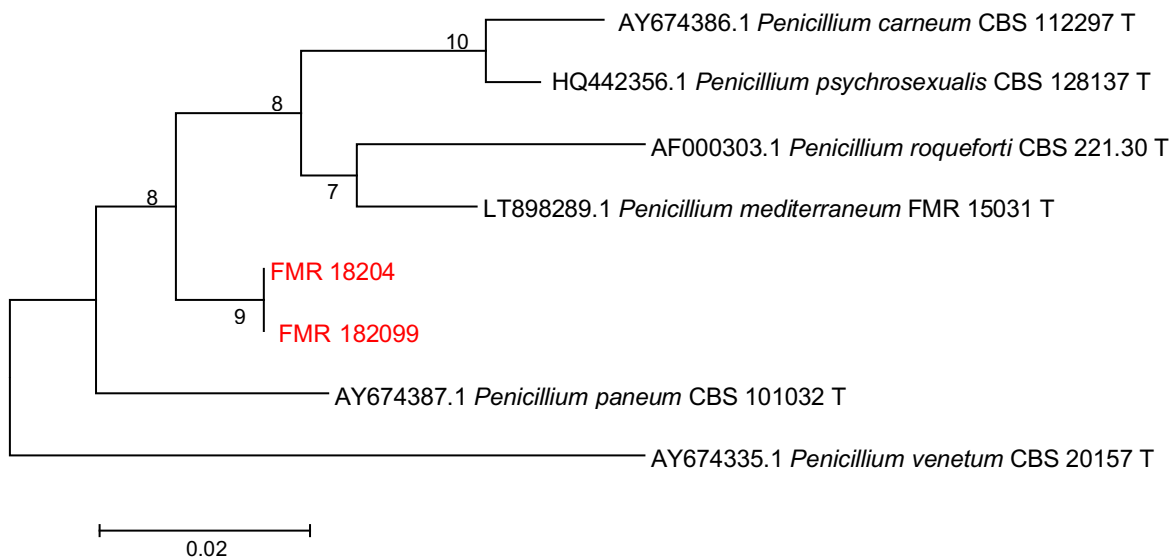 AY674386.1 Penicillium carneum CBS 112297 T
10
HQ442356.1 Penicillium psychrosexualis CBS 128137 T
8
AF000303.1 Penicillium roqueforti CBS 221.30 T
7
8
LT898289.1 Penicillium mediterraneum FMR 15031 T
FMR 18204
9
FMR 182099
AY674387.1 Penicillium paneum CBS 101032 T
AY674335.1 Penicillium venetum CBS 20157 T
0.02